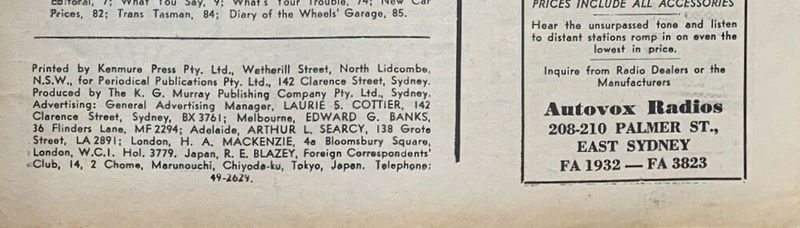 Editorial, 7; What You Say, 9; What's Your Trouble, 74; New Car
Prices, 82; Trans Tasman, 84; Diary of the Wheels' Garage, 85.
Printed by Kenmure Press Pty. Ltd., Wetherill Street, North Lidcombe,
N.S.W., for Periodical Publications Pty. Ltd., 142 Clarence Street, Sydney.
Produced by The K. G. Murray Publishing Company Pty. Ltd., Sydney.
Advertising: General Advertising Manager, LAURIE S. COTTIER, 142
Clarence Street, Sydney, BX 3761; Melbourne, EDWARD G. BANKS,
36 Flinders Lane, MF 2294; Adelaide, ARTHUR L. SEARCY, 138 Grote
Street, LA 2891; London, H. A. MACKENZIE, 4a Bloomsbury Square,
London, W.C.I. Hol. 3779. Japan, R. E. BLAZEY, Foreign Correspondents'
Club, 14, 2 Chome, Marunouchi, Chiyoda-ku, Tokyo, Japan. Telephone:
49-2629.
PRICES INCLUDE ALL ACCESSORIES
Hear the unsurpassed tone and listen
to distant stations romp in on even the
lowest in price.
Inquire from Radio Dealers or the
Manufacturers
Autovox Radios
208-210 PALMER ST.,
EAST SYDNEY
FA 1932 — FA 3823